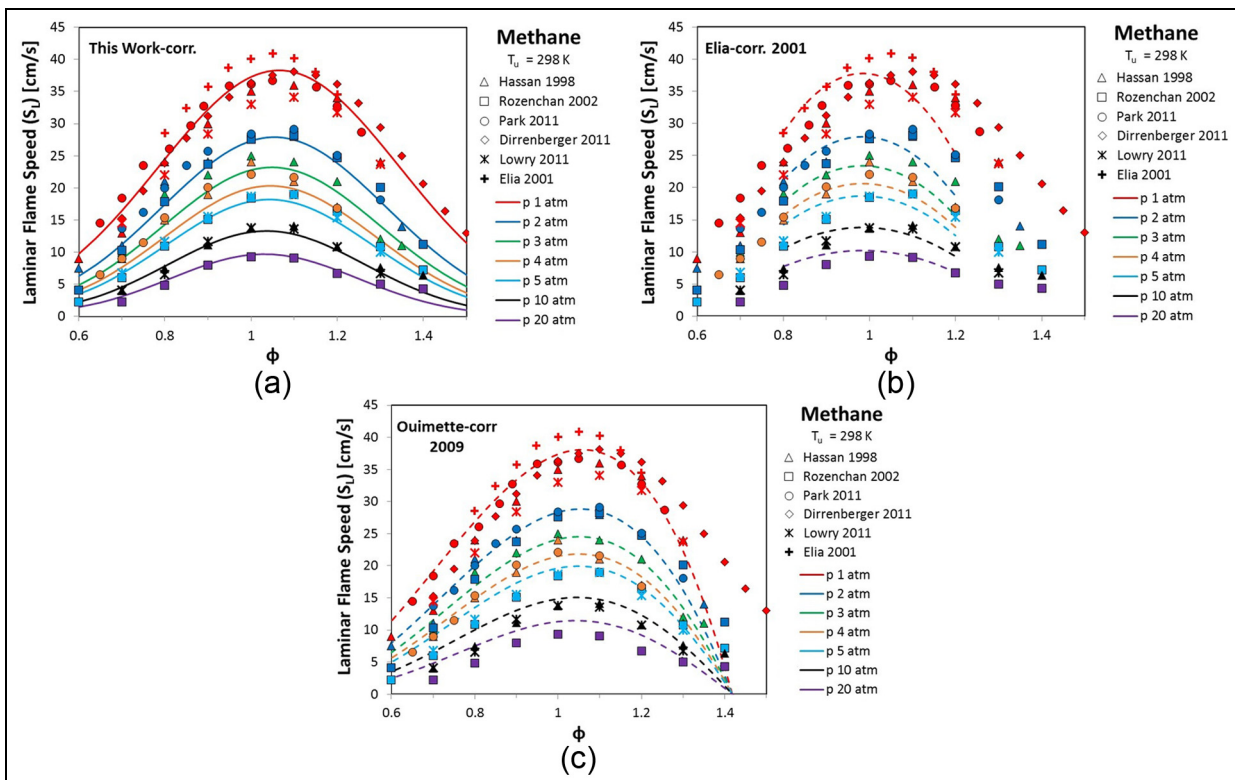 This Work-corr.
Laminar Flame Speed (SL) [cm/s]
45
40
35
30
25
20
15
10
5
0
0.6
0.8
1
1.2
1.4
ϕ
(a)
Methane
Tu = 298 K
Hassan 1998
Rozenchan 2002
Park 2011
Dirrenberger 2011
Lowry 2011
Elia 2001
p 1 atm
p 2 atm
p 3 atm
p 4 atm
p 5 atm
p 10 atm
p 20 atm
Elia-corr. 2001
Laminar Flame Speed (SL) [cm/s]
45
40
35
30
25
20
15
10
5
0
0.6
0.8
1
1.2
1.4
ϕ
(b)
Methane
Tu = 298 K
Hassan 1998
Rozenchan 2002
Park 2011
Dirrenberger 2011
Lowry 2011
Elia 2001
p 1 atm
p 2 atm
p 3 atm
p 4 atm
p 5 atm
p 10 atm
p 20 atm
Ouimette-corr
2009
Laminar Flame Speed (SL) [cm/s]
45
40
35
30
25
20
15
10
5
0
0.6
0.8
1
1.2
1.4
ϕ
(c)
Methane
Tu = 298 K
Hassan 1998
Rozenchan 2002
Park 2011
Dirrenberger 2011
Lowry 2011
Elia 2001
p 1 atm
p 2 atm
p 3 atm
p 4 atm
p 5 atm
p 10 atm
p 20 atm